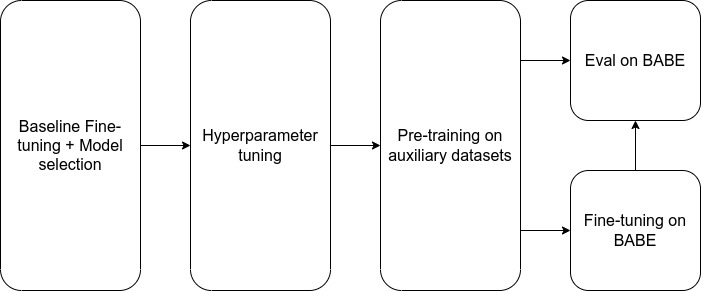 Baseline Fine-
tuning + Model
selection
Hyperparameter
tuning
Pre-training on
auxiliary datasets
Eval on BABE
Fine-tuning on
BABE